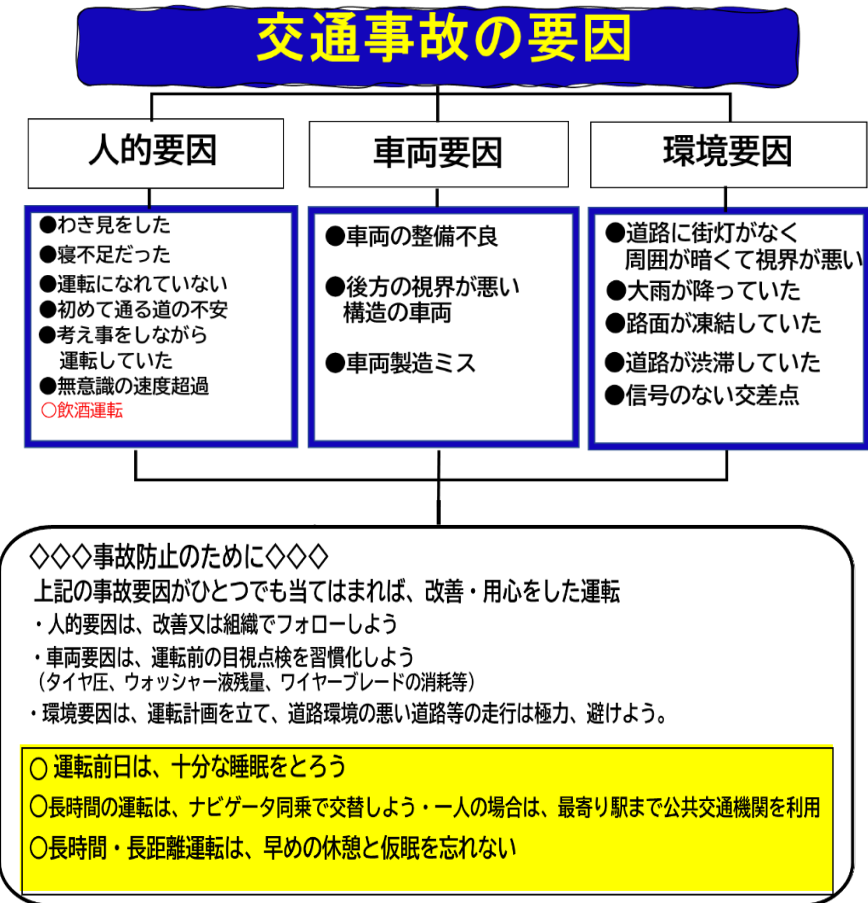 交通事故の要因
人的要因
●わき見をした
●寝不足だった
●運転になれていない
●初めて通る道の不安
●考え事をしながら
運転していた
●無意識の速度超過
○飲酒運転
車両要因
●車両の整備不良
●後方の視界が悪い
構造の車両
●車両製造ミス
環境要因
●道路に街灯がなく
周囲が暗くて視界が悪い
●大雨が降っていた
●路面が凍結していた
●道路が渋滞していた
●信号のない交差点
◇◇◇事故防止のために◇◇◇
上記の事故要因がひとつでも当てはまれば、改善・用心をした運転
・人的要因は、改善又は組織でフォローしよう
・車両要因は、運転前の目視点検を習慣化しよう
（タイヤ圧、ウォッシャー液残量、ワイヤーブレードの消耗等）
・環境要因は、運転計画を立て、道路環境の悪い道路等の走行は極力、避けよう。
○ 運転前日は、十分な睡眠をとろう
○長時間の運転は、ナビゲータ同乗で交替しよう・一人の場合は、最寄り駅まで公共交通機関を利用
○長時間・長距離運転は、早めの休憩と仮眠を忘れない